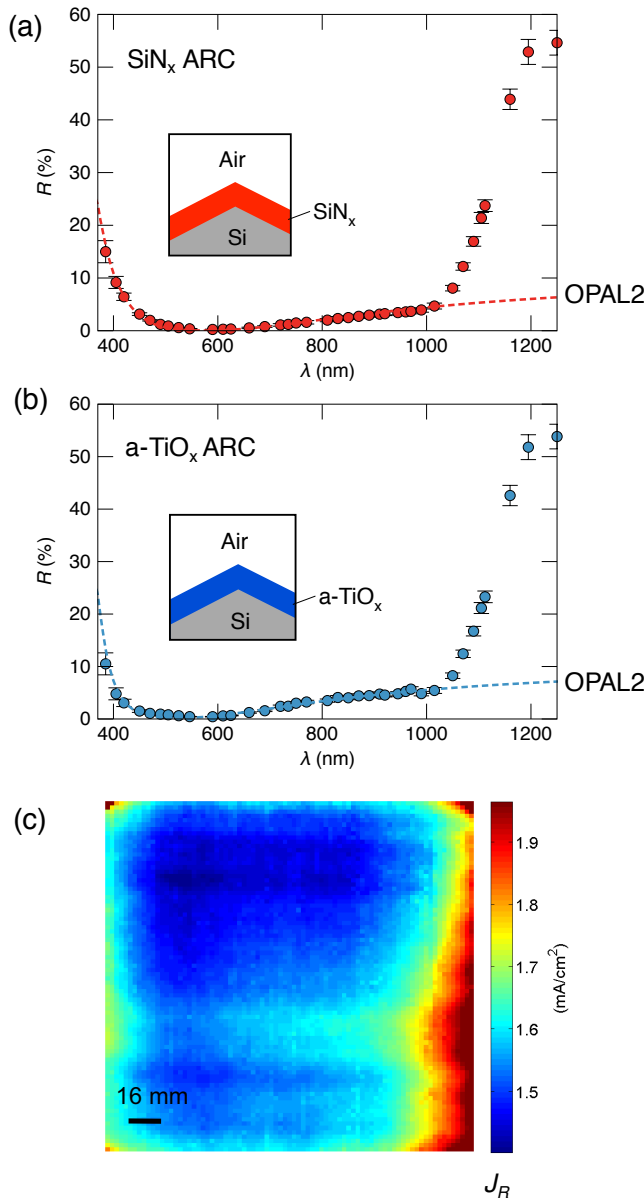 (a)
SiNx ARC
60
50
40
30
20
10
0
R (%)
Air
SiNx
Si
OPAL2
400
600
800
1000
1200
λ (nm)
(b)
a-TiOx ARC
60
50
40
30
20
10
0
R (%)
Air
a-TiOx
Si
OPAL2
400
600
800
1000
1200
λ (nm)
(c)
16 mm
1.9
1.8
1.7
1.6
1.5
(mA/cm²)
JR